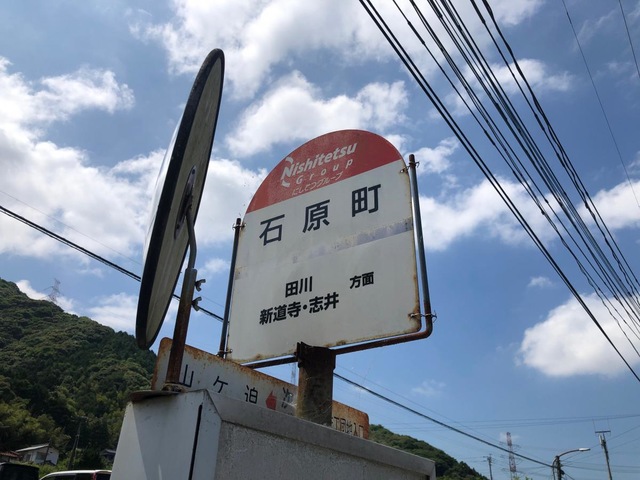 Nishitetsu
Group
にしてつグループ
石原町
田川 方面
新道寺・志井
山ケ迫